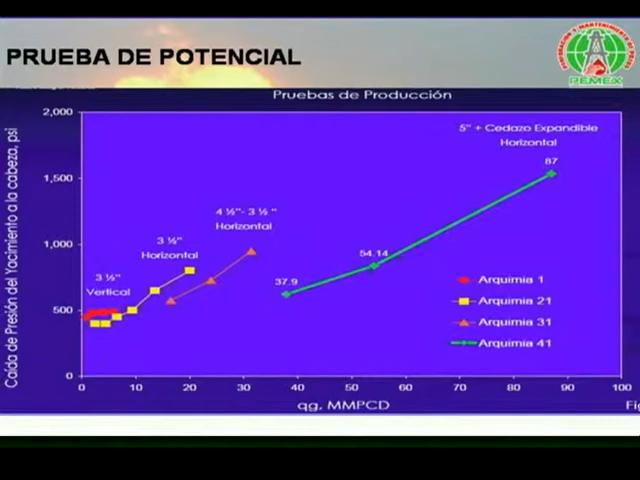 PRUEBA DE POTENCIAL
PEMEX
Pruebas de Producción
Caida de Presión del Yacimiento a la cabeza, psi
2,000
1,500
1,000
500
0
0 10 20 30 40 50 60 70 80 90 100
qg, MMPCD
3 ½"
Vertical
3 ½"
Horizontal
4 ½"- 3 ½ "
Horizontal
5" + Cedazo Expandible
Horizontal
37.9
54.14
87
Arquimia 1
Arquimia 21
Arquimia 31
Arquimia 41